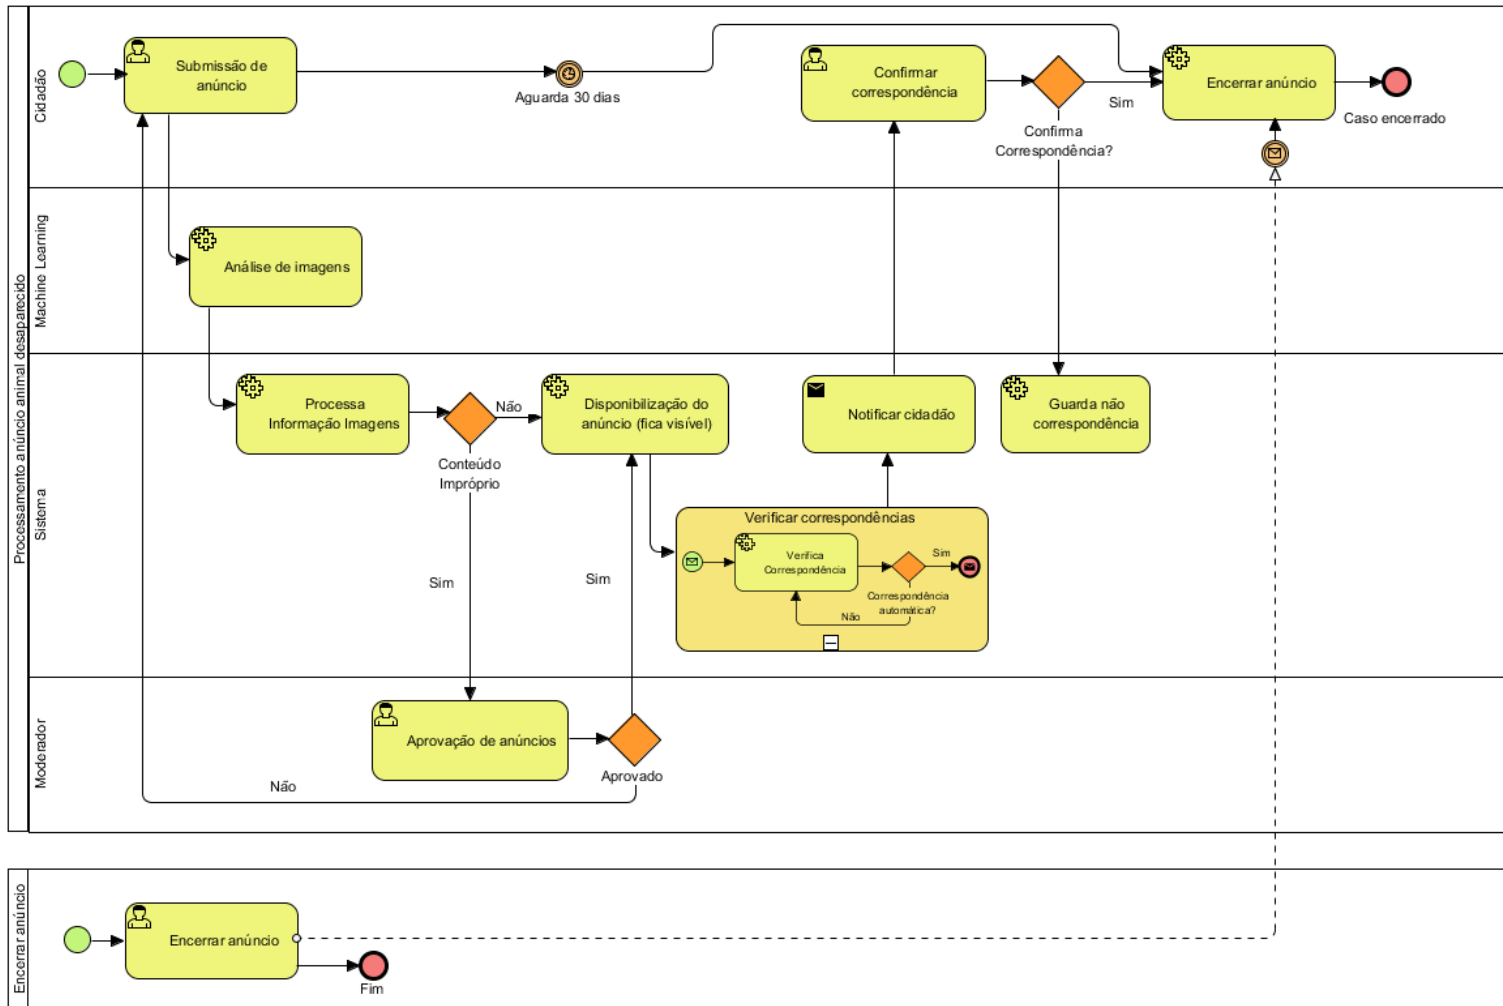 Processamento anúncio animal desaparecido
Cidadão
Submissão de
anúncio
Aguarda 30 dias
Confirmar
correspondência
Confirma
Correspondência?
Sim
Encerrar anúncio
Caso encerrado
Machine Learning
Análise de imagens
Sistema
Processa
Informação Imagens
Conteúdo
Impróprio
Não
Disponibilização do
anúncio (fica visível)
Notificar cidadão
Guarda não
correspondência
Verificar correspondências
Verifica
Correspondência
Sim
Correspondência
automática?
Não
Sim
Sim
Moderador
Aprovação de anúncios
Aprovado
Não
Encerrar anúncio
Encerrar anúncio
Fim